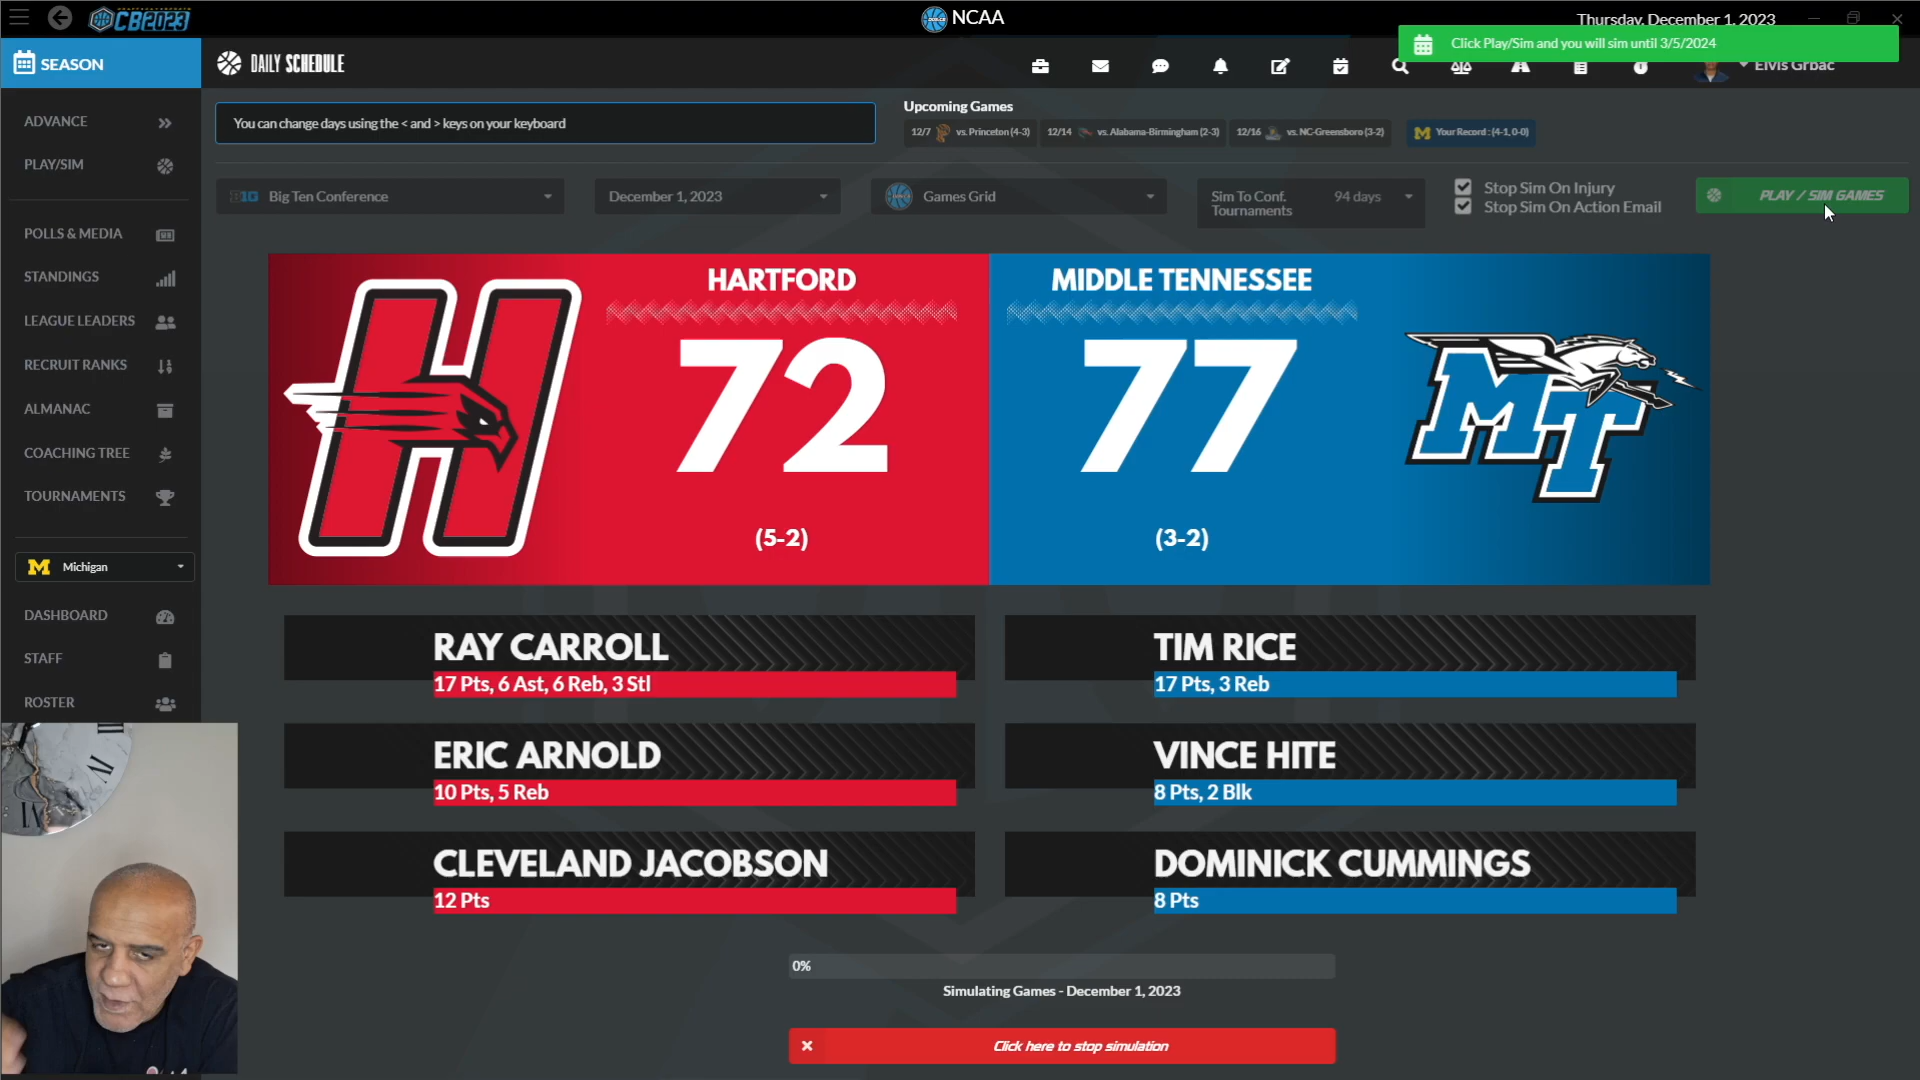 CB2023
NCAA
Thursday, December 1, 2023
Click Play/Sim and you will sim until 3/5/2024
SEASON
DAILY SCHEDULE
Elvis Grbac
ADVANCE
PLAY/SIM
You can change days using the < and > keys on your keyboard
Upcoming Games
12/7 vs. Princeton (4-3)
12/14 vs. Alabama-Birmingham (2-3)
12/16 vs. NC-Greensboro (3-2)
Your Record : (4-1, 0-0)
B1G Big Ten Conference
December 1, 2023
Games Grid
Sim To Conf. Tournaments 94 days
Stop Sim On Injury
Stop Sim On Action Email
PLAY / SIM GAMES
POLLS & MEDIA
STANDINGS
LEAGUE LEADERS
RECRUIT RANKS
ALMANAC
COACHING TREE
TOURNAMENTS
Michigan
DASHBOARD
STAFF
ROSTER
HARTFORD
72
(5-2)
MIDDLE TENNESSEE
77
(3-2)
MT
RAY CARROLL
17 Pts, 6 Ast, 6 Reb, 3 Stl
TIM RICE
17 Pts, 3 Reb
ERIC ARNOLD
10 Pts, 5 Reb
VINCE HITE
8 Pts, 2 Blk
CLEVELAND JACOBSON
12 Pts
DOMINICK CUMMINGS
8 Pts
0%
Simulating Games - December 1, 2023
Click here to stop simulation